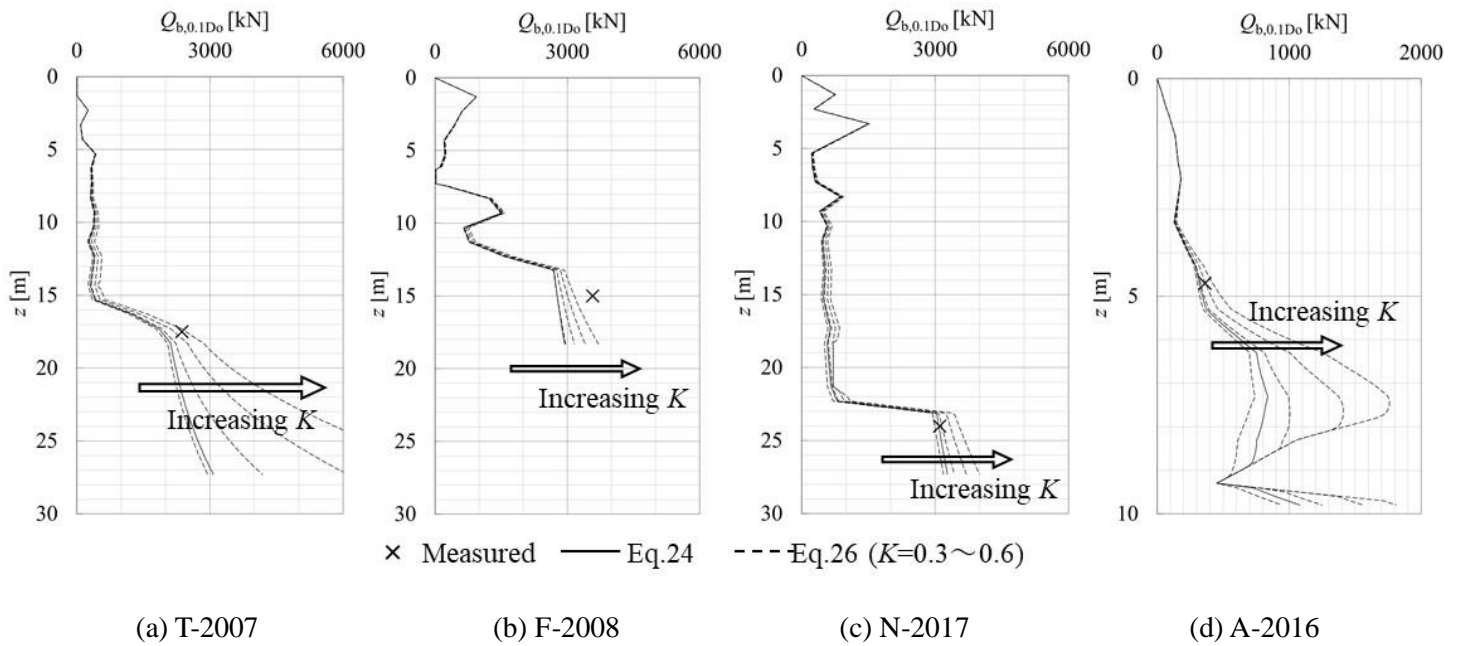 Qb,0.1Do [kN]
0 3000 6000
0
5
10
15
20
25
30
z [m]
Increasing K
Qb,0.1Do [kN]
0 3000 6000
0
5
10
15
20
25
30
z [m]
Increasing K
Qb,0.1Do [kN]
0 3000 6000
0
5
10
15
20
25
30
z [m]
Increasing K
Qb,0.1Do [kN]
0 1000 2000
0
5
10
z [m]
Increasing K
× Measured Eq.24 Eq.26 (K=0.3～0.6)
(a) T-2007 (b) F-2008 (c) N-2017 (d) A-2016